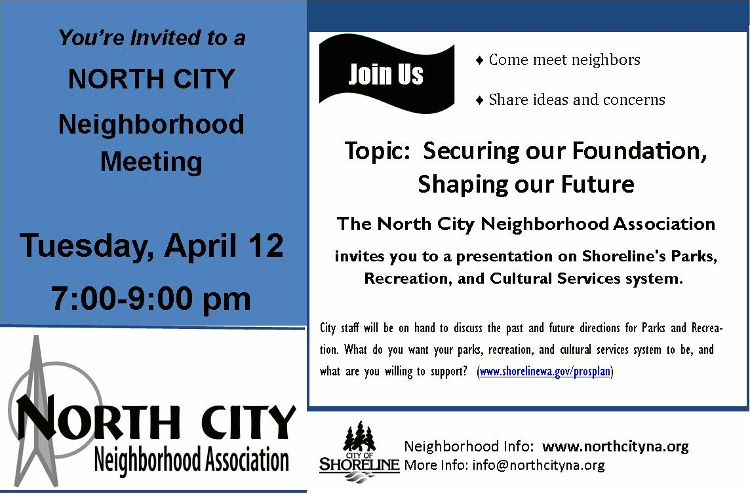 You're Invited to a
NORTH CITY
Neighborhood
Meeting
Tuesday, April 12
7:00-9:00 pm
NORTH CITY
Neighborhood Association
Join Us
♦ Come meet neighbors
♦ Share ideas and concerns
Topic: Securing our Foundation,
Shaping our Future
The North City Neighborhood Association
invites you to a presentation on Shoreline's Parks,
Recreation, and Cultural Services system.
City staff will be on hand to discuss the past and future directions for Parks and Recrea-
tion. What do you want your parks, recreation, and cultural services system to be, and
what are you willing to support? (www.shorelinewa.gov/prosplan)
CITY OF
SHORELINE
Neighborhood Info: www.northcityna.org
More Info: info@northcityna.org